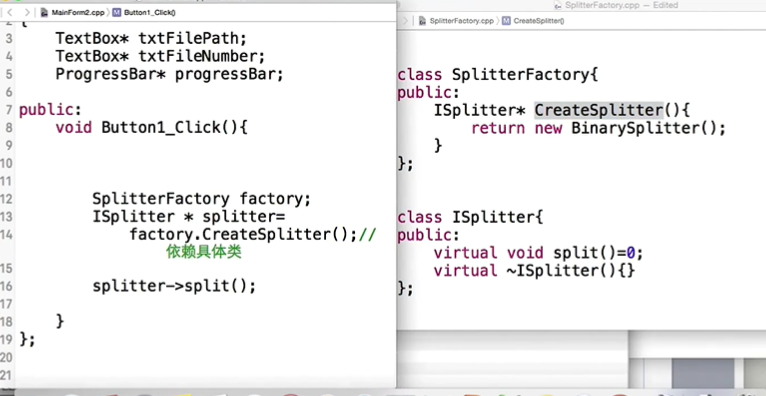 MainForm2.cpp
Button1_Click()
3 TextBox* txtFilePath;
4 TextBox* txtFileNumber;
5 ProgressBar* progressBar;
6
7 public:
8 void Button1_Click(){
9
10
11
12 SplitterFactory factory;
13 ISplitter * splitter=
14 factory.CreateSplitter();//
依赖具体类
15
16 splitter->split();
17
18 }
19 };
20
21
SplitterFactory.cpp — Edited
SplitterFactory.cpp
CreateSplitter()
class SplitterFactory{
public:
ISplitter* CreateSplitter(){
return new BinarySplitter();
}
};
class ISplitter{
public:
virtual void split()=0;
virtual ~ISplitter(){}
};